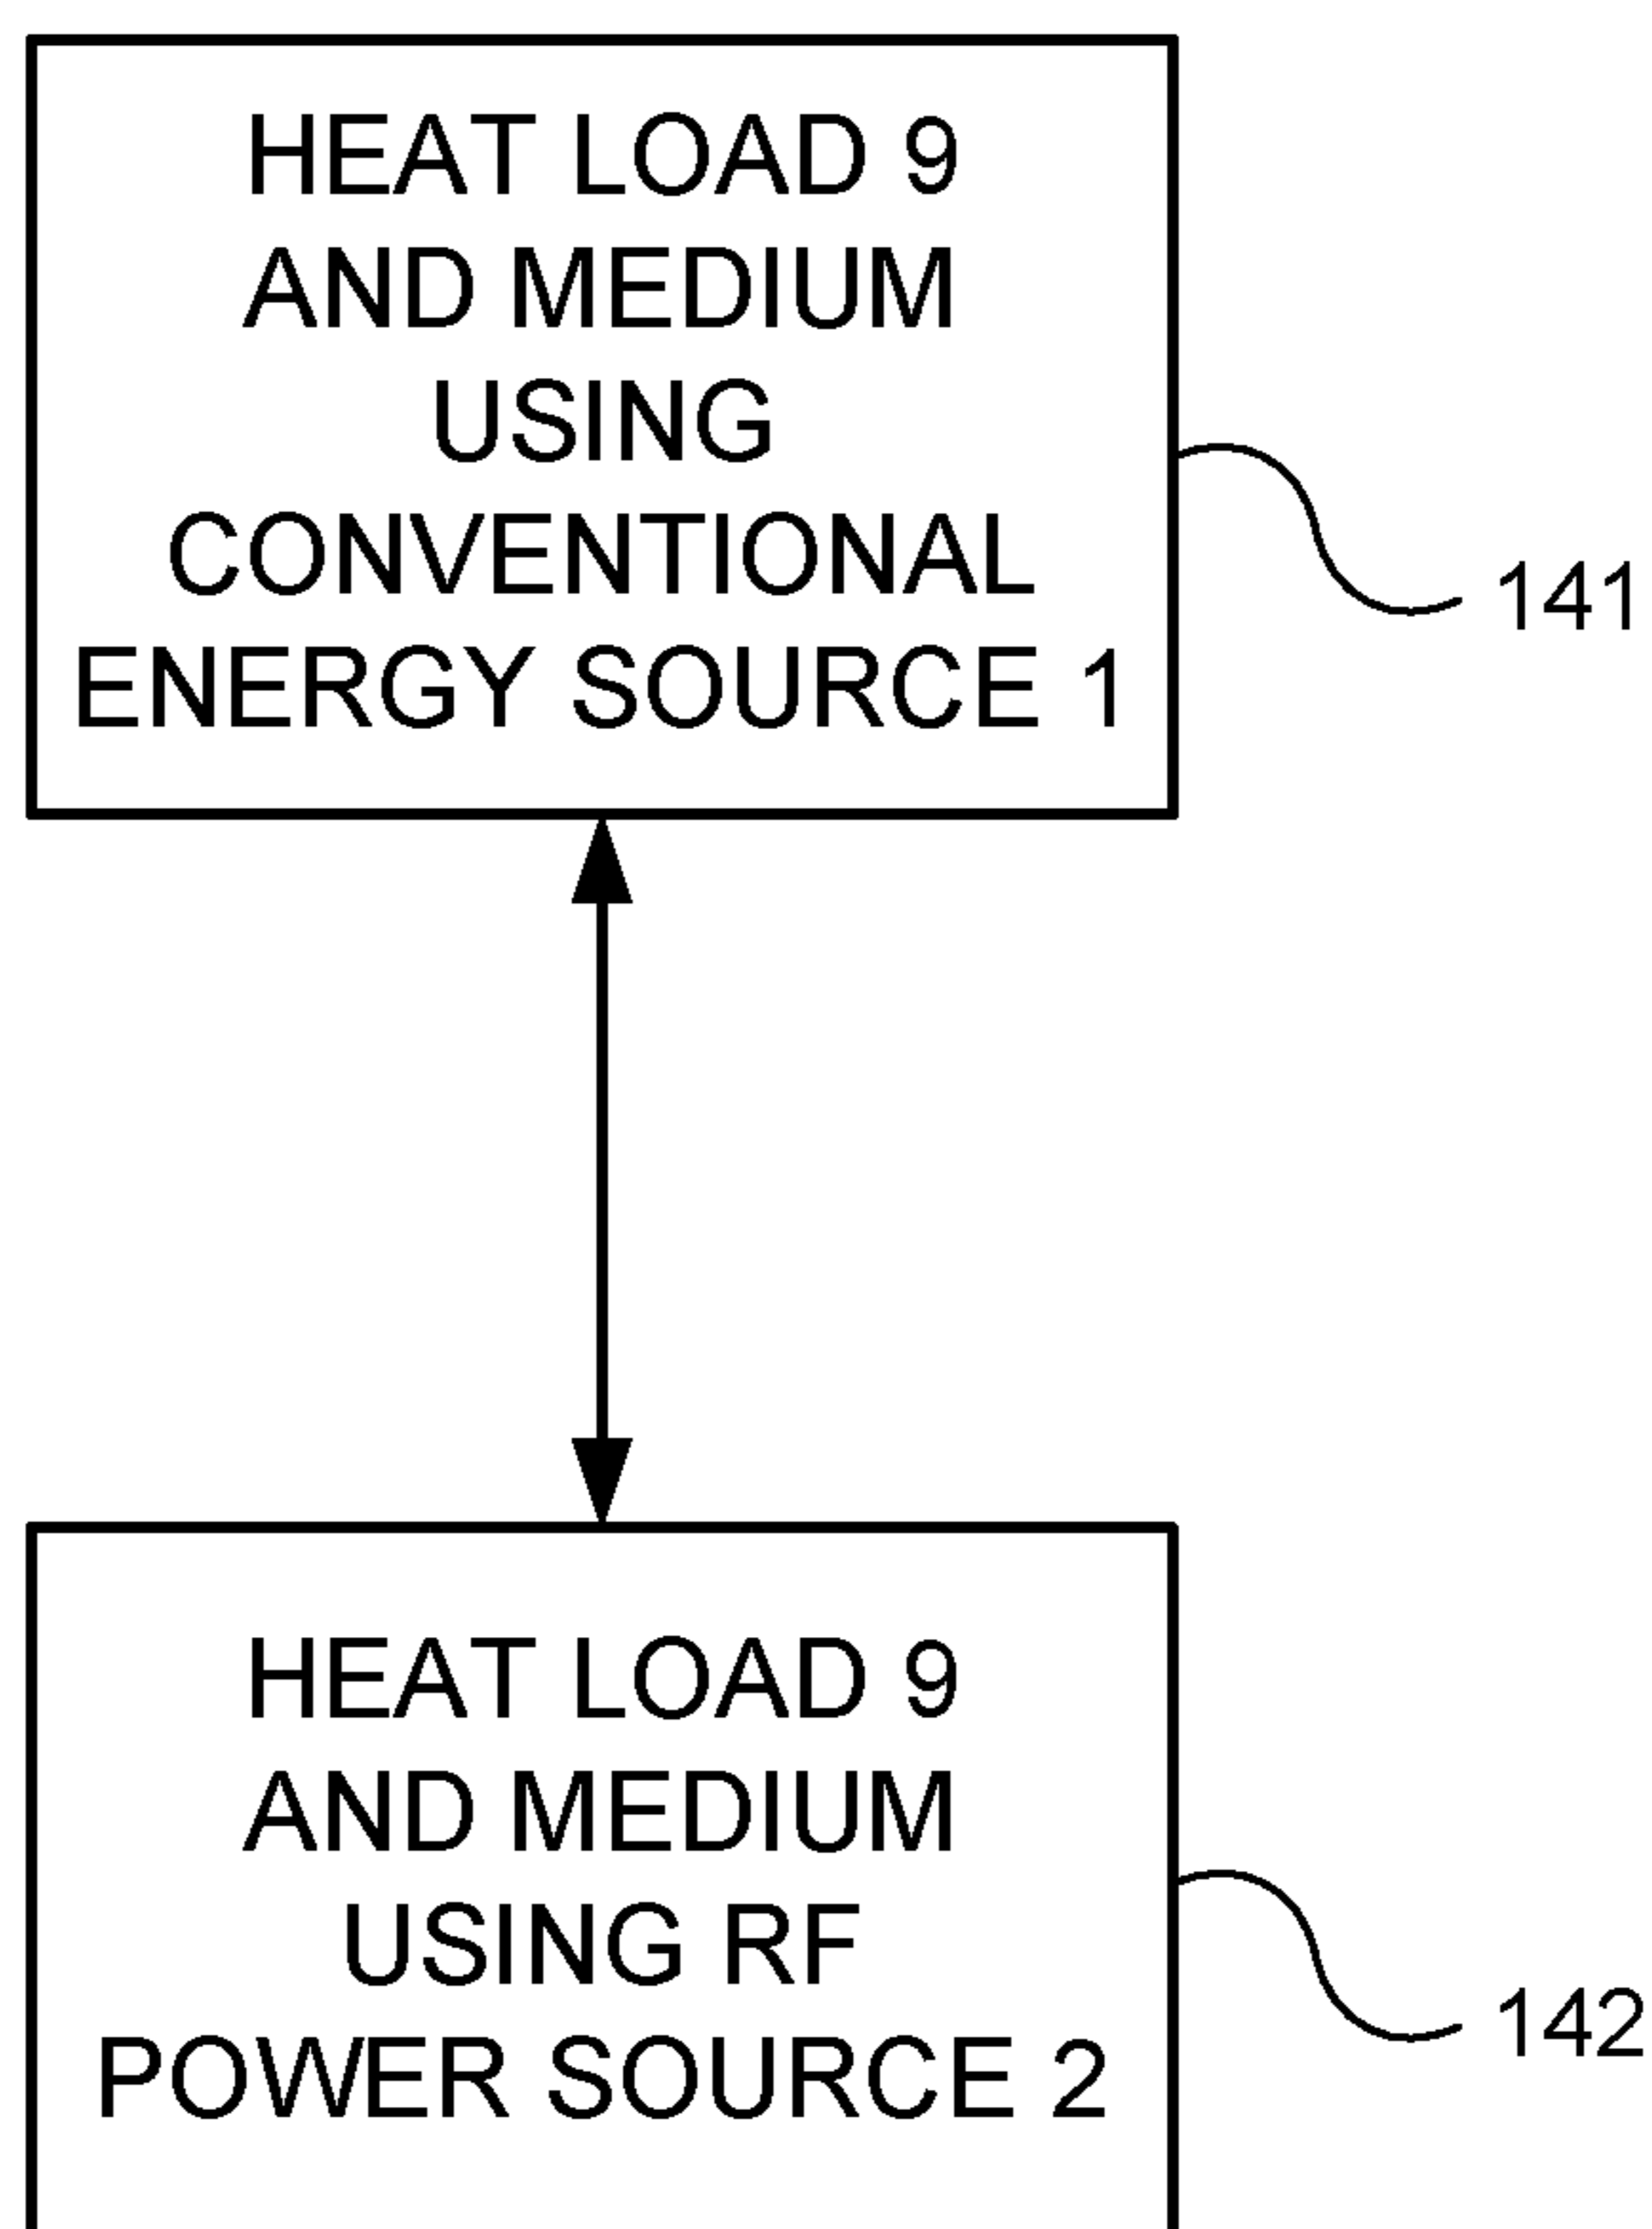 HEAT LOAD 9
AND MEDIUM
USING
CONVENTIONAL
ENERGY SOURCE 1
141
HEAT LOAD 9
AND MEDIUM
USING RF
POWER SOURCE 2
142